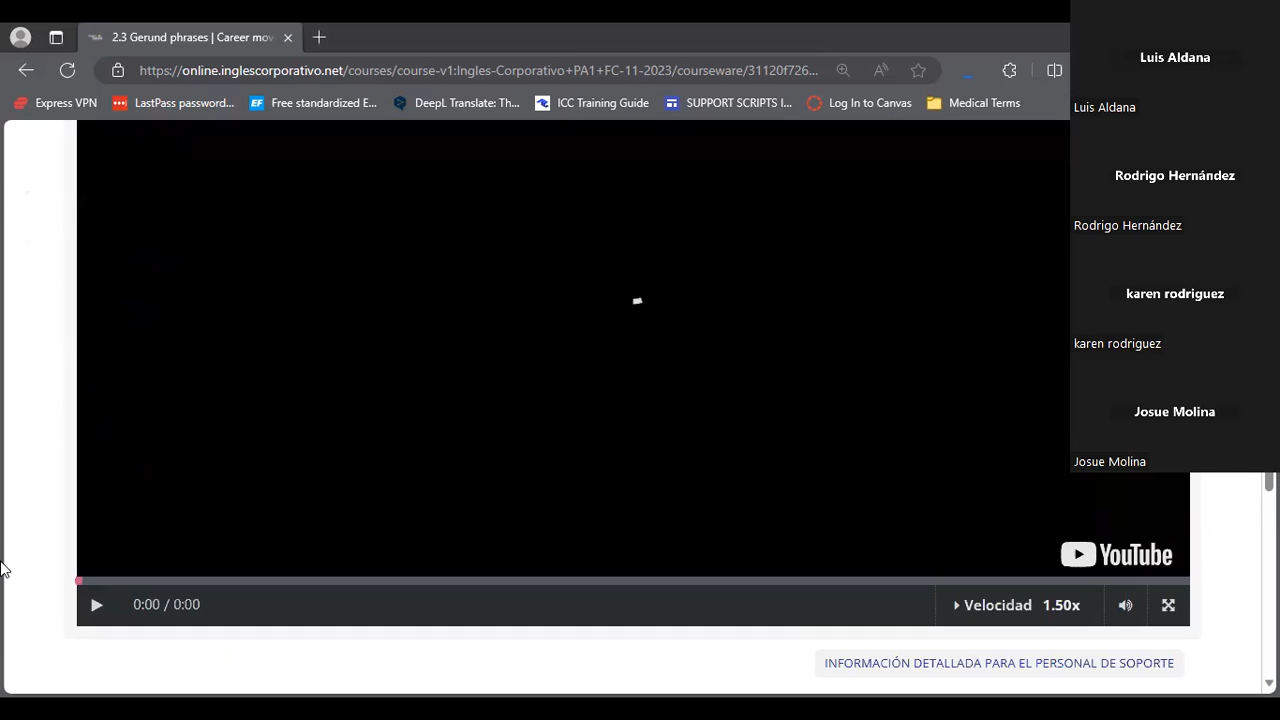 2.3 Gerund phrases | Career mov
https://online.inglescorporativo.net/courses/course-v1:Ingles-Corporativo+PA1+FC-11-2023/courseware/31120f726...
Express VPN
LastPass password...
Free standardized E...
DeepL Translate: Th...
ICC Training Guide
SUPPORT SCRIPTS I...
Log In to Canvas
Medical Terms
Luis Aldana
Luis Aldana
Rodrigo Hernández
Rodrigo Hernández
karen rodriguez
karen rodriguez
Josue Molina
Josue Molina
YouTube
0:00 / 0:00
Velocidad 1.50x
INFORMACIÓN DETALLADA PARA EL PERSONAL DE SOPORTE